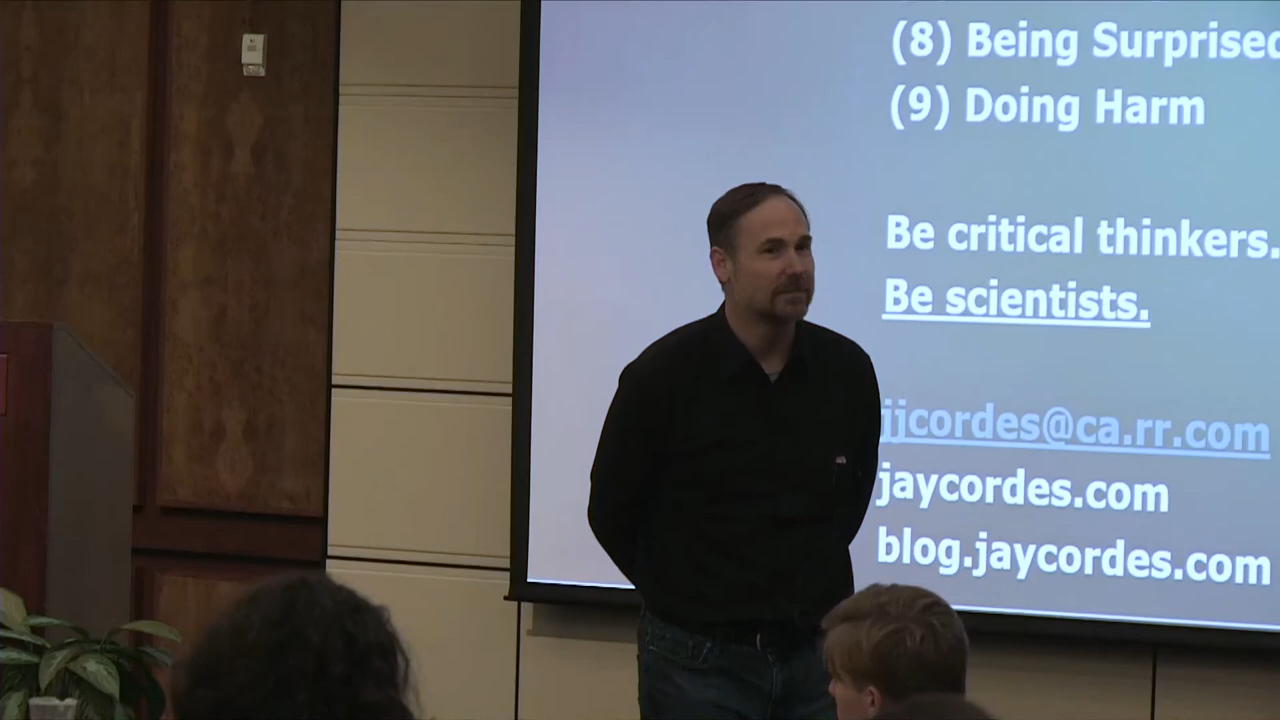 (8) Being Surprised
(9) Doing Harm
Be critical thinkers.
Be scientists.
jjcordes@ca.rr.com
jaycordes.com
blog.jaycordes.com